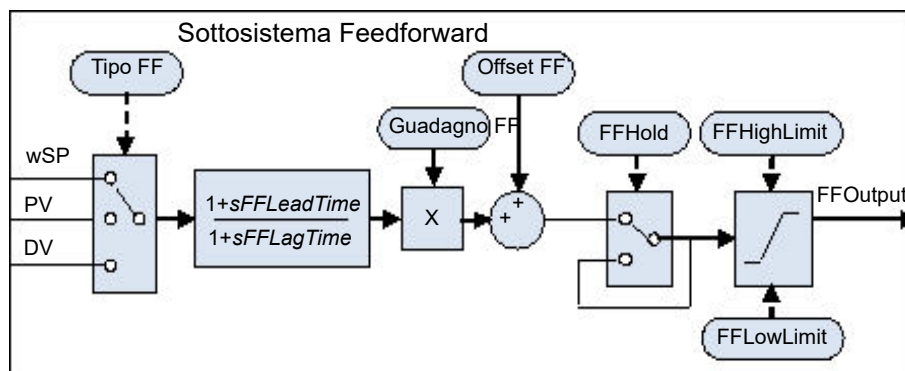 Sottosistema Feedforward
Tipo FF
Offset FF
Guadagno FF
FFHold
FFHighLimit
wSP
PV
DV
1+sFFLeadTime
1+sFFLagTime
X
+
+
FFOutput
FFLowLimit